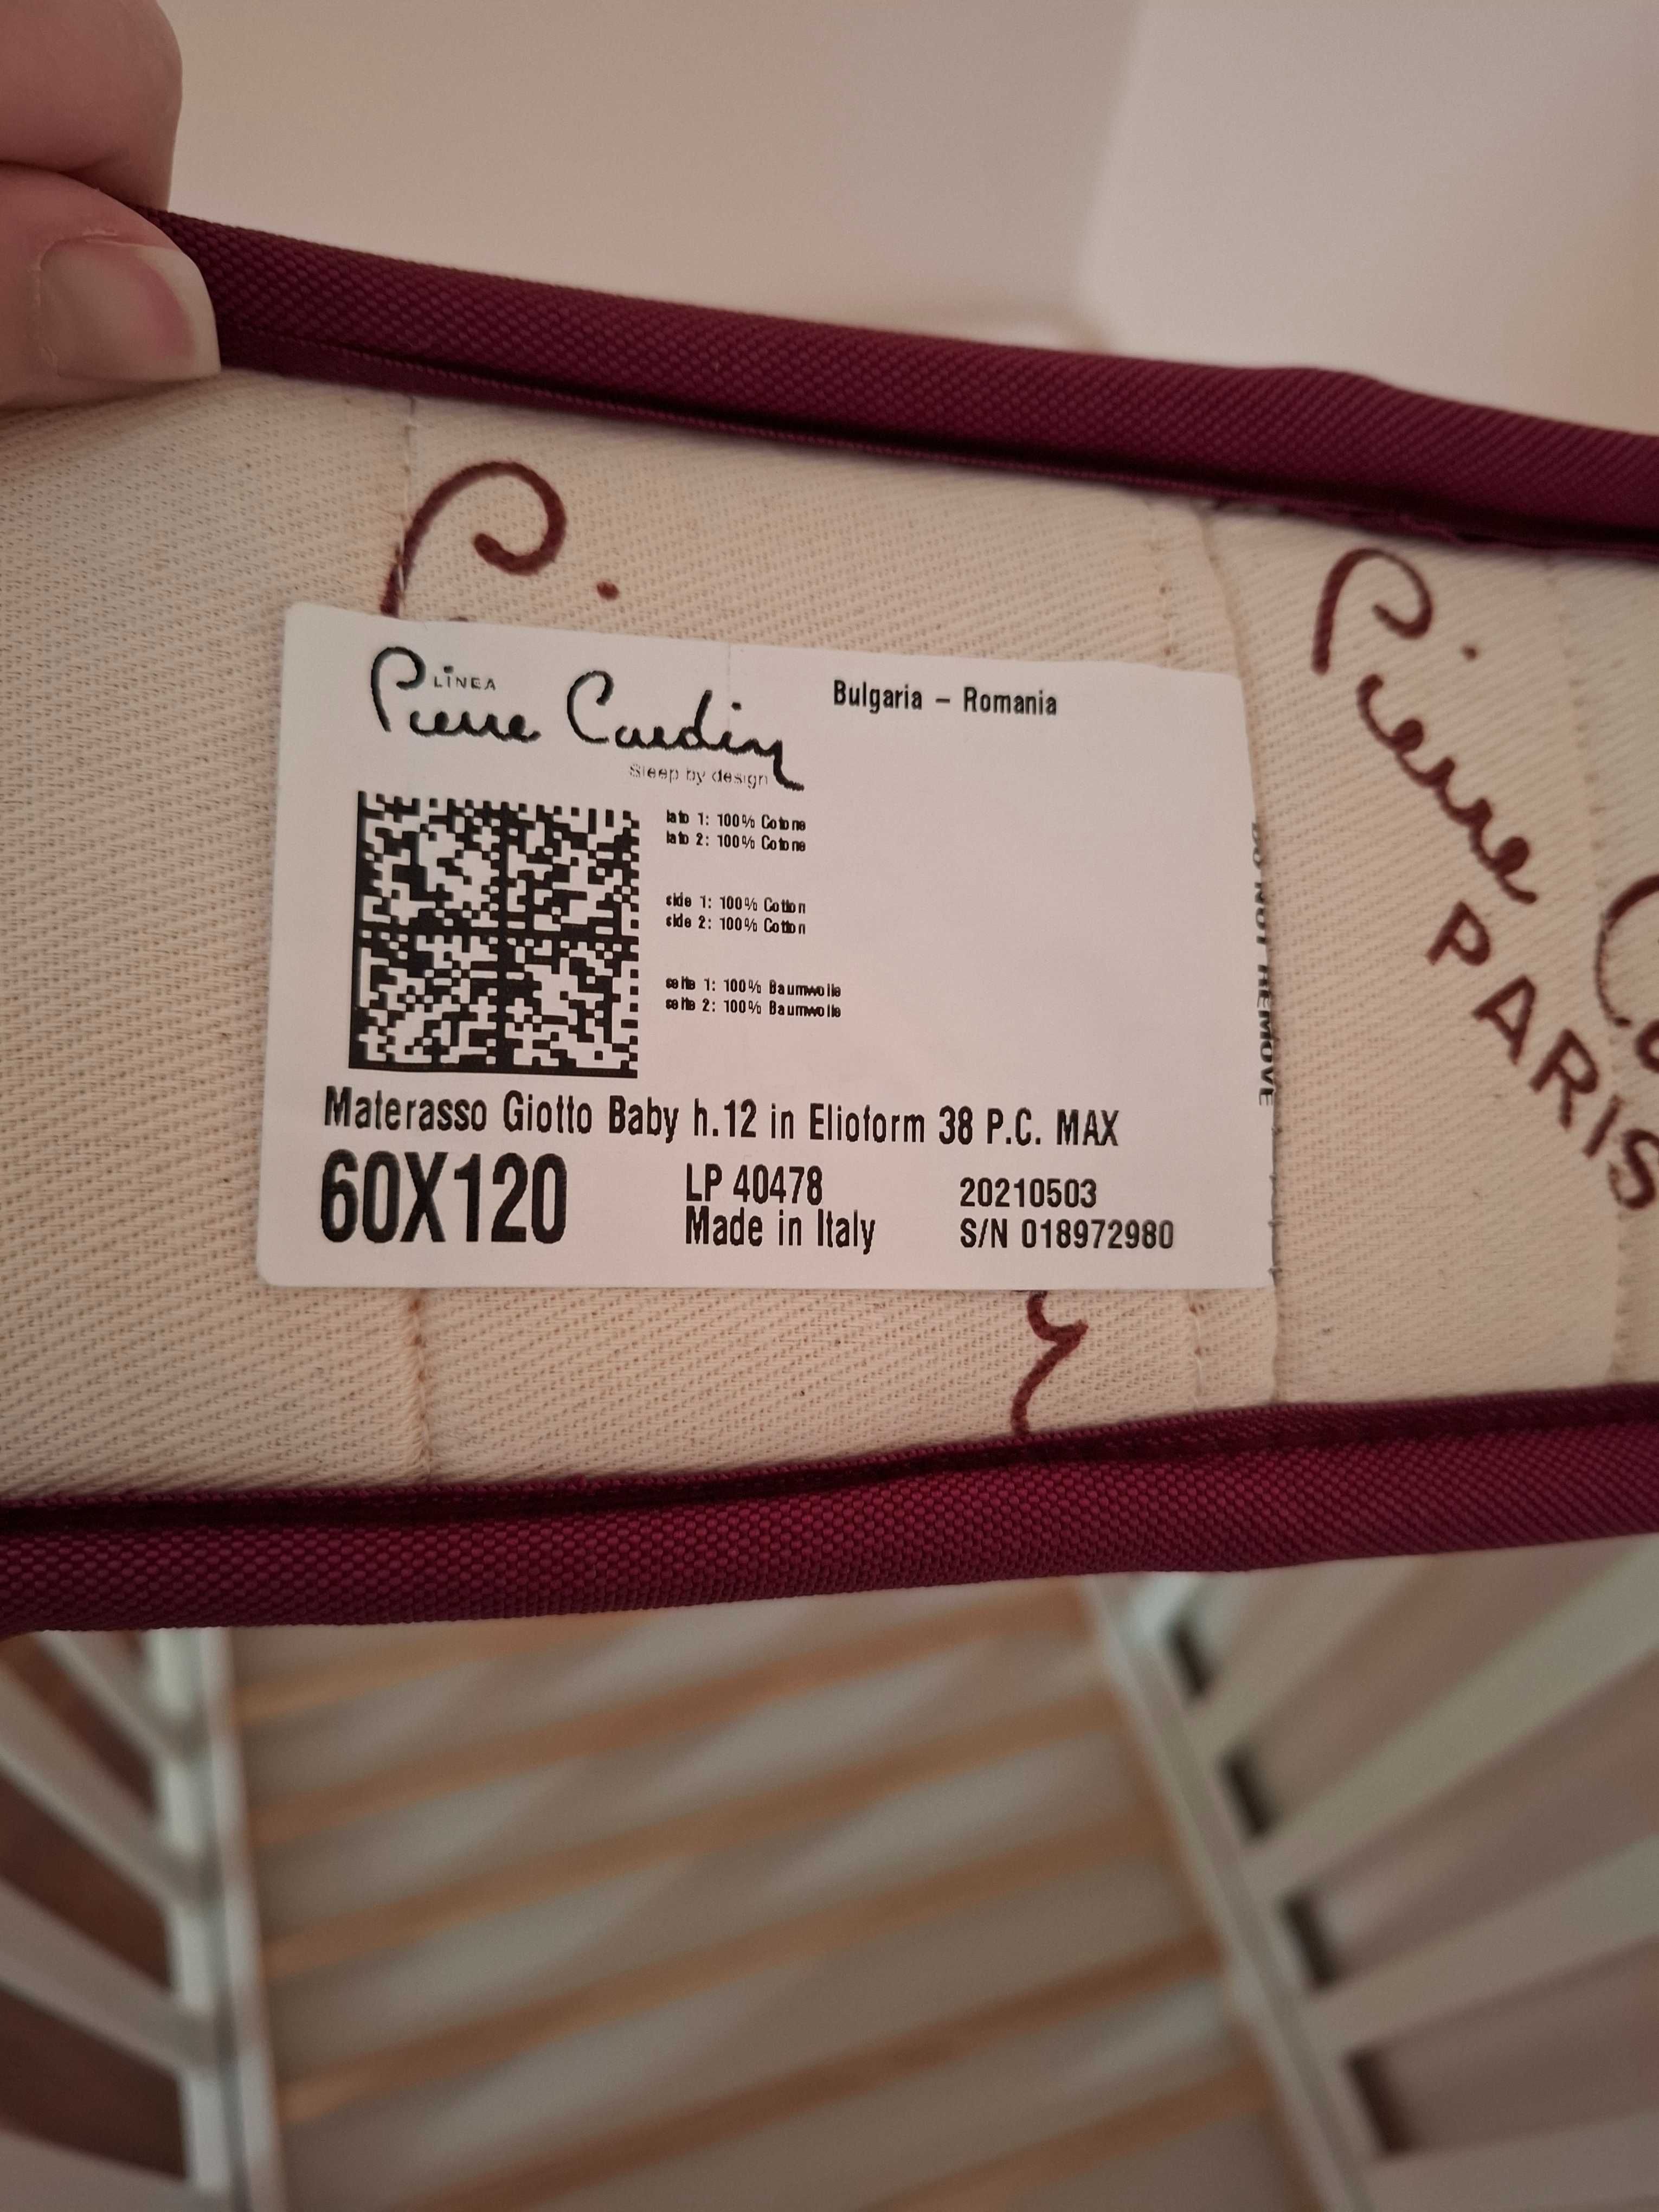 P.
Pierre
PARIS
LINEA
Pierre Cardin
Sleep by design
Bulgaria – Romania
lato 1: 100% Cotone
lato 2: 100% Cotone
side 1: 100% Cotton
side 2: 100% Cotton
seite 1: 100% Baumwolle
seite 2: 100% Baumwolle
DO NOT REMOVE
Materasso Giotto Baby h.12 in Elioform 38 P.C. MAX
60X120
LP 40478
Made in Italy
20210503
S/N 018972980